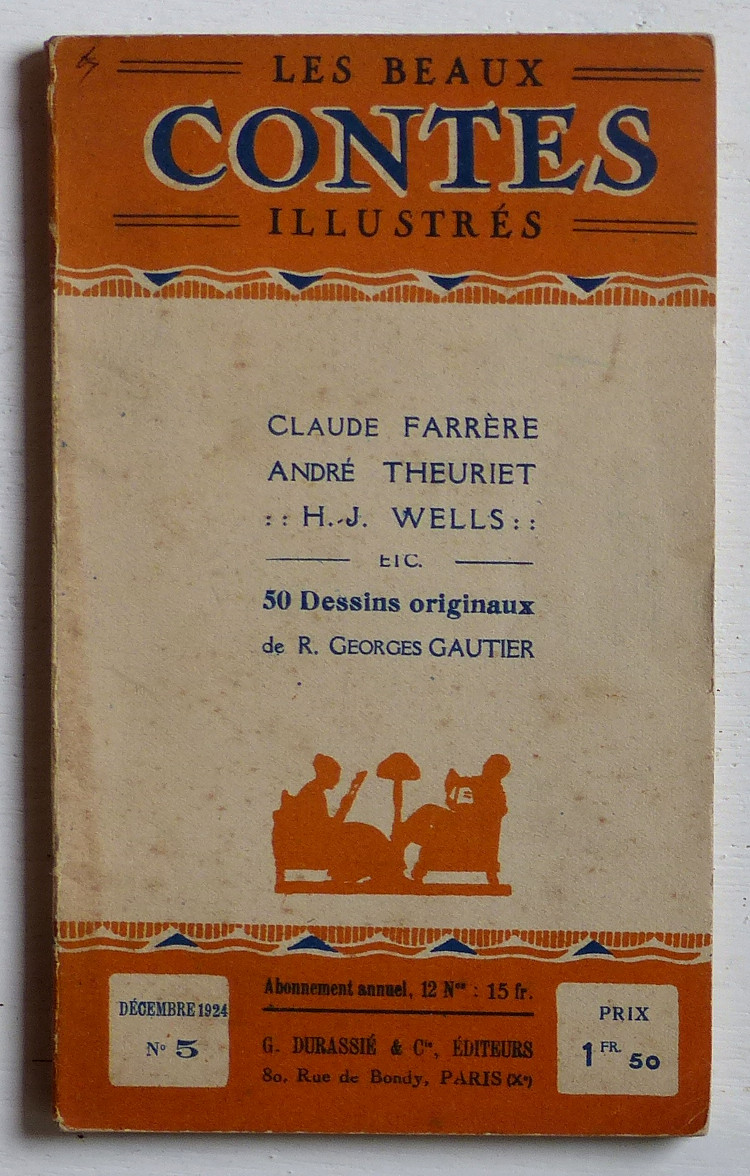 LES BEAUX
CONTES
ILLUSTRÉS
CLAUDE FARRÈRE
ANDRÉ THEURIET
:: H.-J. WELLS ::
ETC.
50 Dessins originaux
de R. GEORGES GAUTIER
DÉCEMBRE 1924
No 5
Abonnement annuel, 12 Nos : 15 fr.
G. DURASSIÉ & Cie, ÉDITEURS
80, Rue de Bondy, PARIS (Xe)
PRIX
1 FR. 50